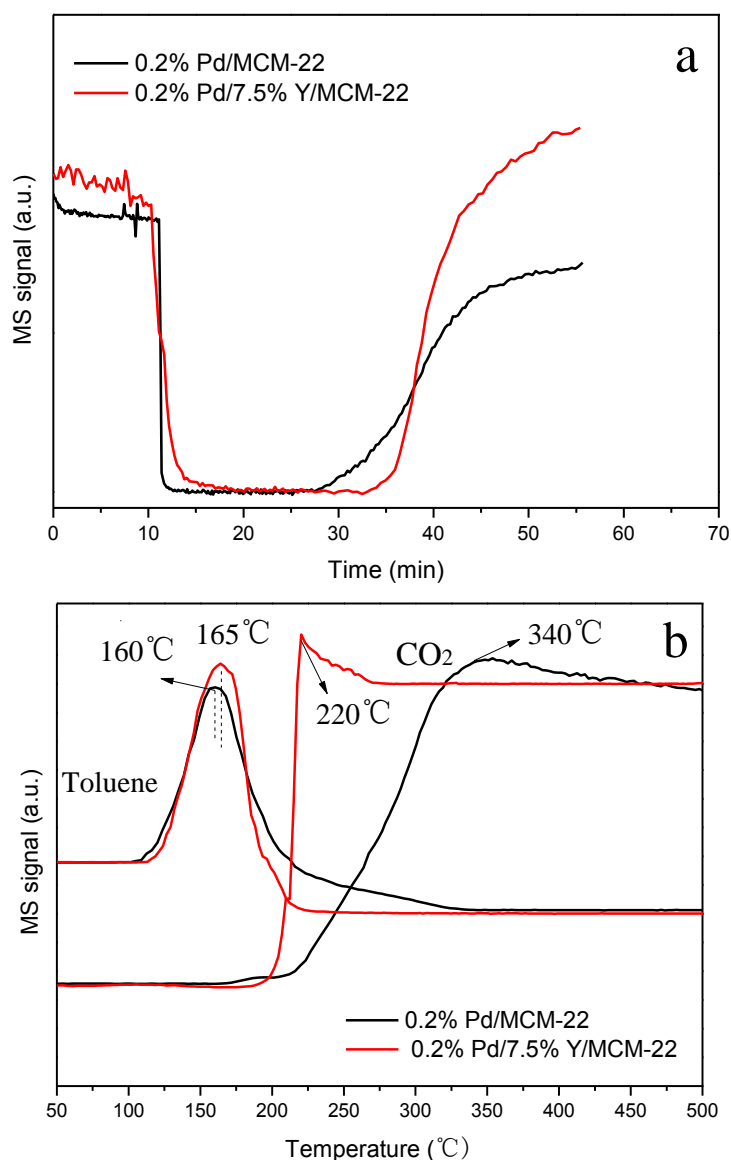 a
0.2% Pd/MCM-22
0.2% Pd/7.5% Y/MCM-22
MS signal (a.u.)
0 10 20 30 40 50 60 70
Time (min)
b
160℃ 165℃ CO₂ 340℃
220℃
Toluene
MS signal (a.u.)
0.2% Pd/MCM-22
0.2% Pd/7.5% Y/MCM-22
50 100 150 200 250 300 350 400 450 500
Temperature (℃)